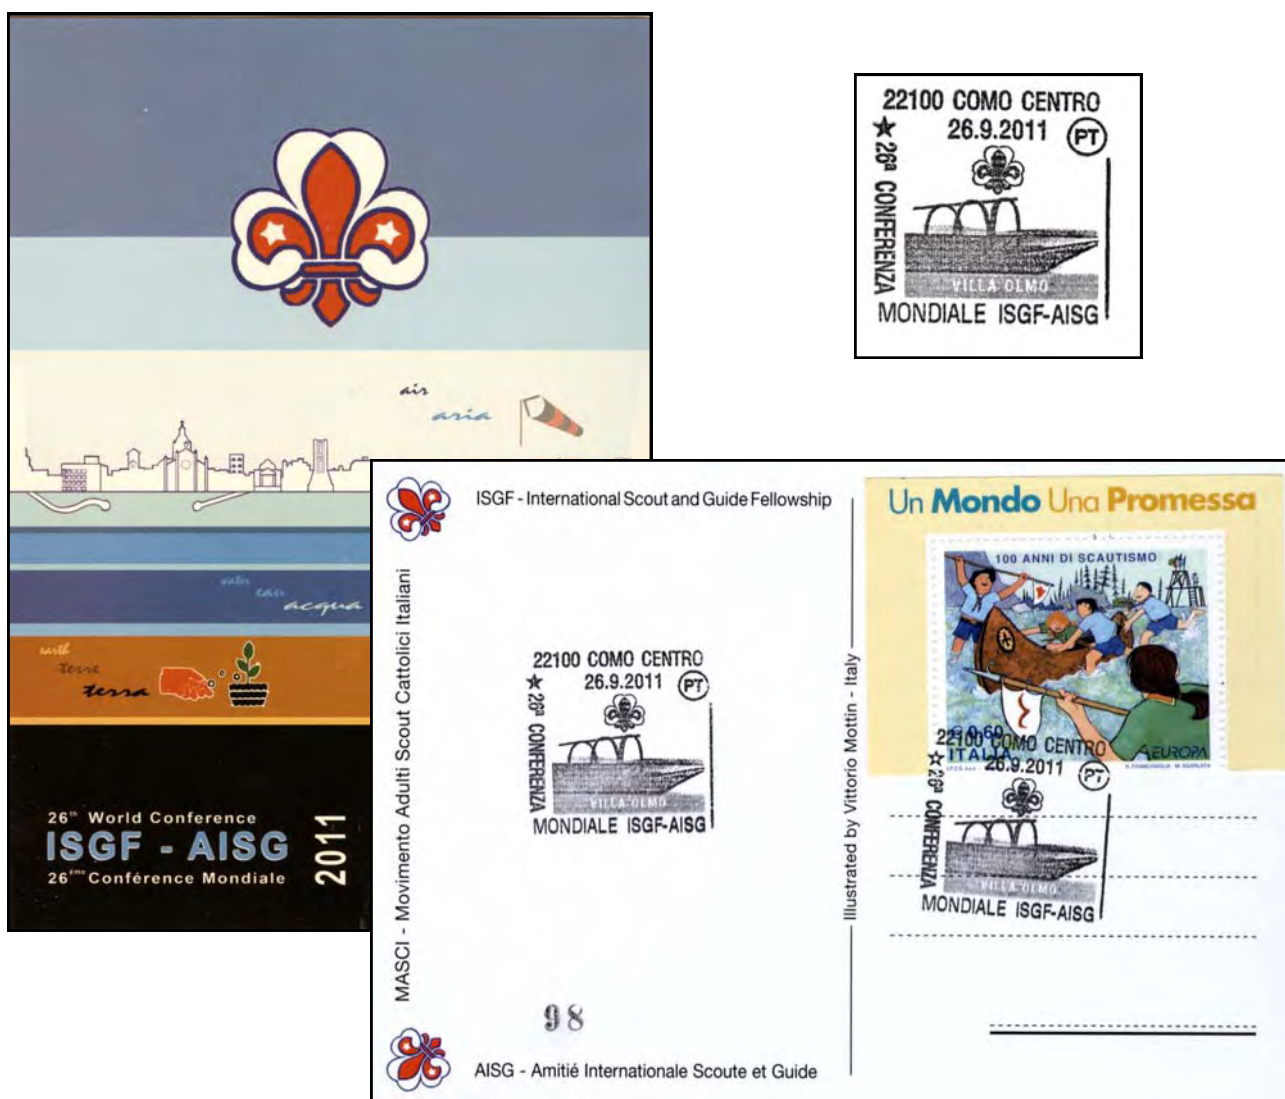 air
aria
water
eau
acqua
earth
terre
terra
26th World Conference
ISGF - AISG
26ème Conférence Mondiale
2011
22100 COMO CENTRO
26.9.2011 PT
26ª CONFERENZA
VILLA OLMO
MONDIALE ISGF-AISG
ISGF - International Scout and Guide Fellowship
MASCI - Movimento Adulti Scout Cattolici Italiani
22100 COMO CENTRO
26.9.2011 PT
26ª CONFERENZA
VILLA OLMO
MONDIALE ISGF-AISG
98
AISG - Amitié Internationale Scoute et Guide
Illustrated by Vittorio Mottin - Italy
Un Mondo Una Promessa
100 ANNI DI SCAUTISMO
€ 0,60
ITALIA
EUROPA
22100 COMO CENTRO
26.9.2011 PT
26ª CONFERENZA
VILLA OLMO
MONDIALE ISGF-AISG